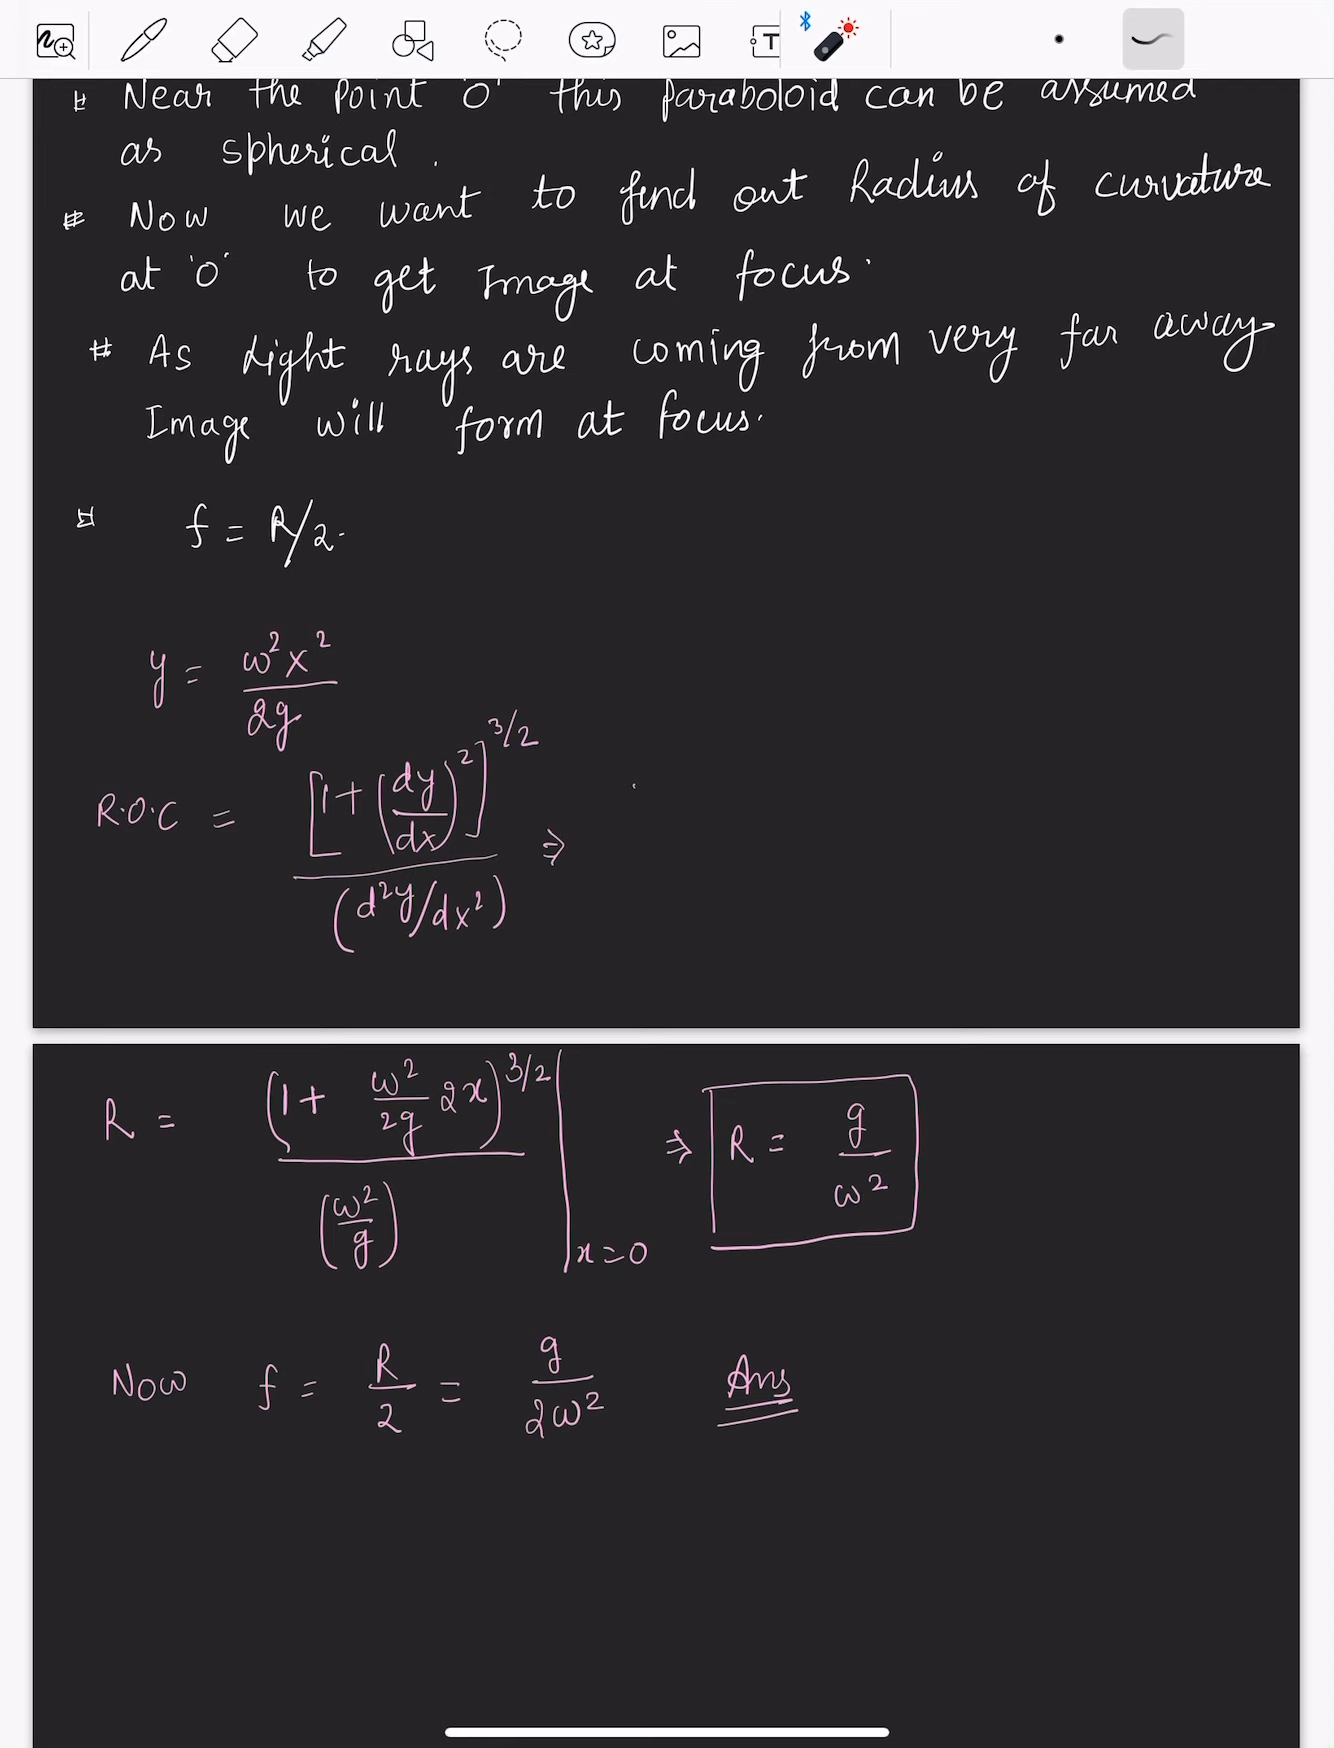 # Near the point 'O' this paraboloid can be assumed
as spherical.
# Now we want to find out Radius of curvature
at 'O' to get Image at focus.
# As Light rays are coming from very far away
Image will form at focus.
# f = R/2.
y = ω²x²/2g
R.O.C = [1+(dy/dx)²]^3/2 / (d²y/dx²) ⇒
R = (1+ ω²/2g 2x)^3/2 / (ω²/g) |x=0 ⇒ R = g/ω²
Now f = R/2 = g/2ω² Ans